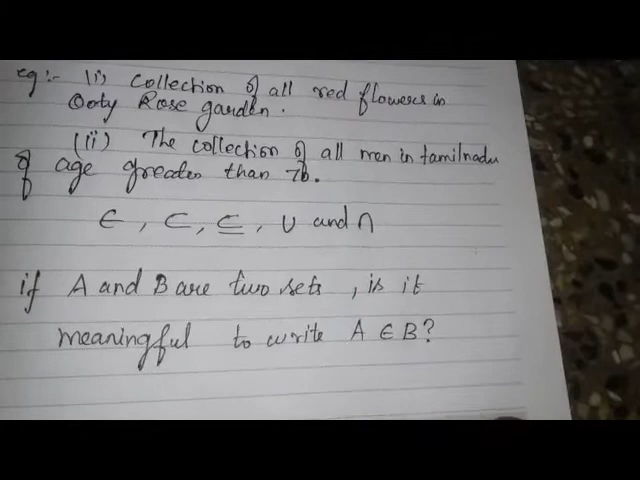 eg:- (i) Collection of all red flowers in
Ooty Rose garden.
(ii) The collection of all men in tamilnadu
of age greater than 76.
∈, ⊂, ⊆, ∪ and ∩
if A and B are two sets, is it
meaningful to write A ∈ B?